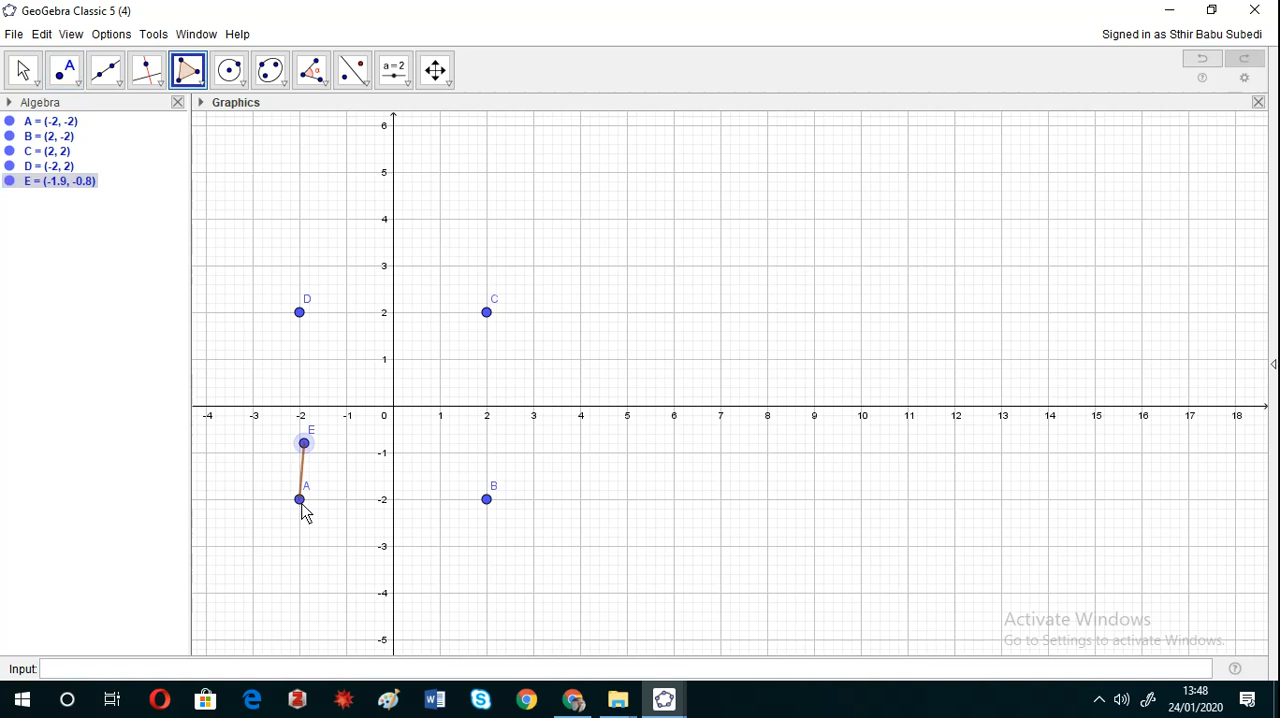 GeoGebra Classic 5 (4)
File Edit View Options Tools Window Help
Signed in as Sthir Babu Subedi
A
α
a = 2
Algebra
Graphics
A = (-2, -2)
B = (2, -2)
C = (2, 2)
D = (-2, 2)
E = (-1.9, -0.8)
6
5
4
3
D
C
2
1
-4 -3 -2 -1 0 1 2 3 4 5 6 7 8 9 10 11 12 13 14 15 16 17 18
E
-1
A
B
-2
-3
-4
-5
Activate Windows
Go to Settings to activate Windows.
Input:
13:48
24/01/2020